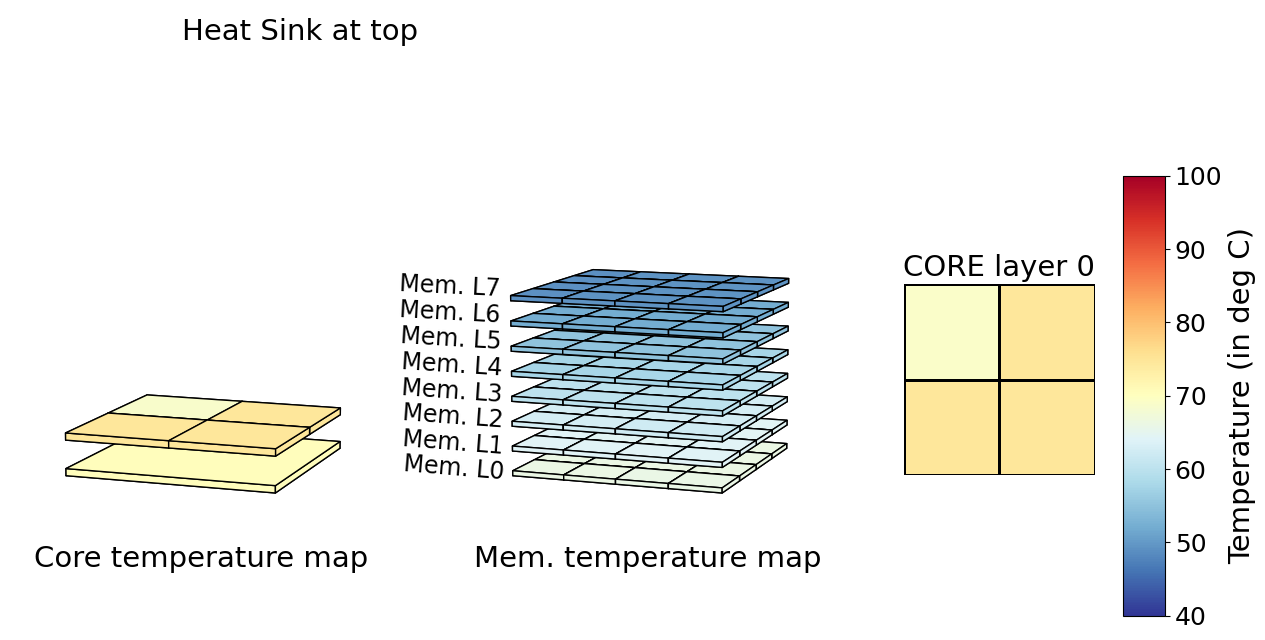 Heat Sink at top
Mem. L7
Mem. L6
Mem. L5
Mem. L4
Mem. L3
Mem. L2
Mem. L1
Mem. L0
Core temperature map
Mem. temperature map
CORE layer 0
100
90
80
70
60
50
40
Temperature (in deg C)